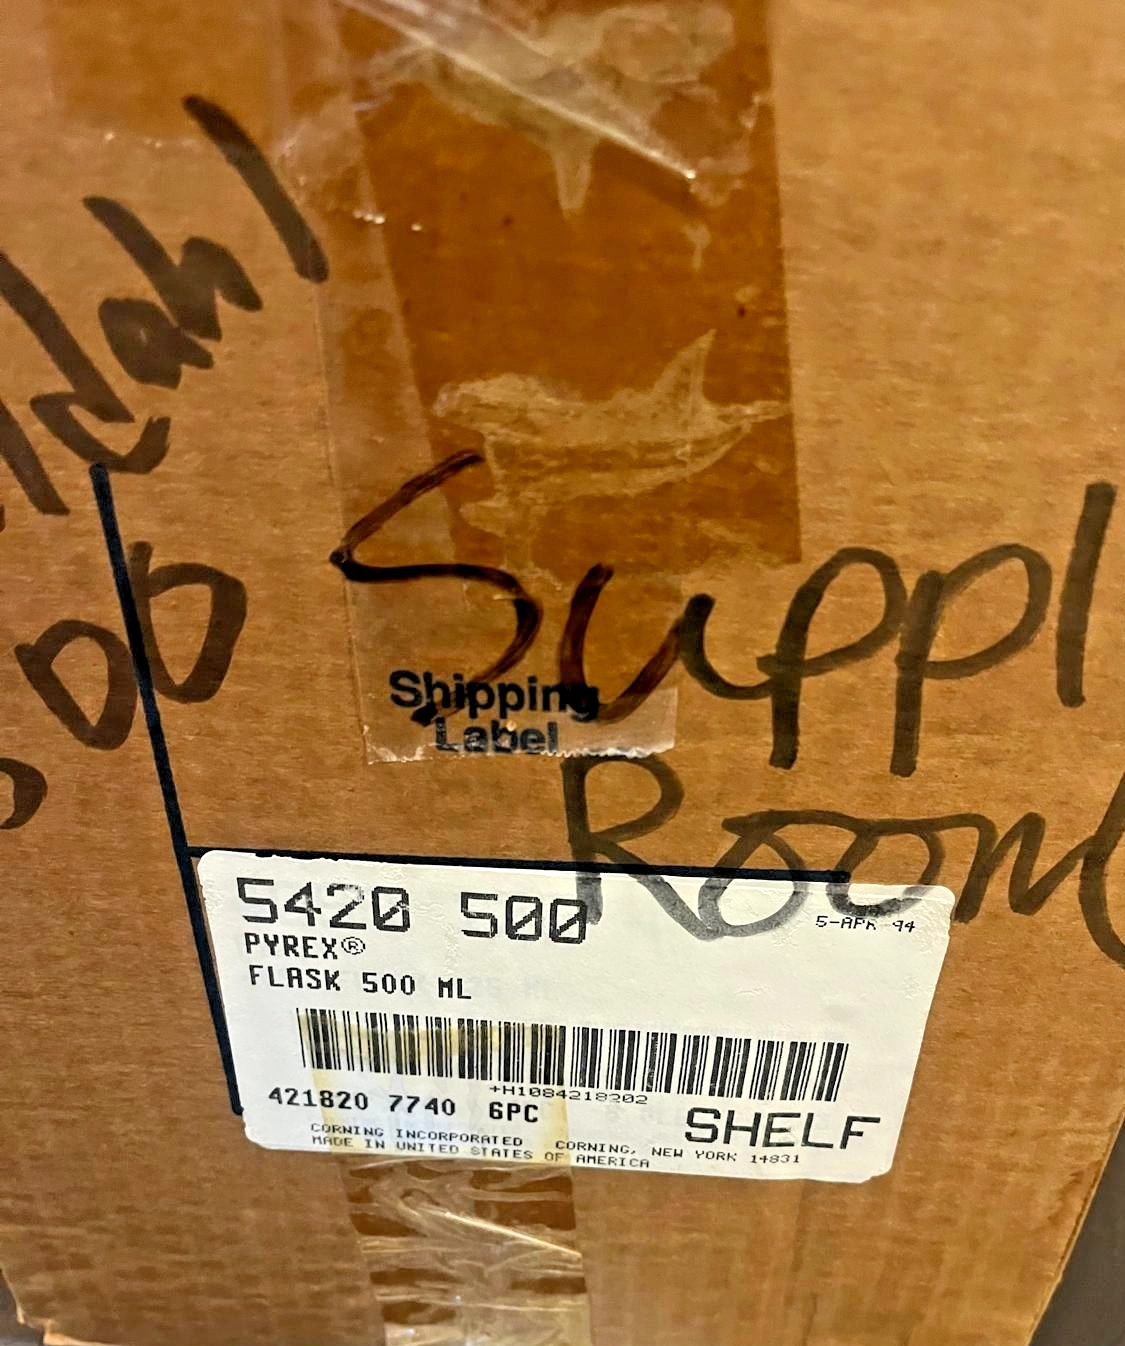 Suppl
Room
Shipping
Label
5420 500
5-APR 94
PYREX®
FLASK 500 ML
+H1084218202
421820 7740 6PC
SHELF
CORNING INCORPORATED CORNING, NEW YORK 14831
MADE IN UNITED STATES OF AMERICA